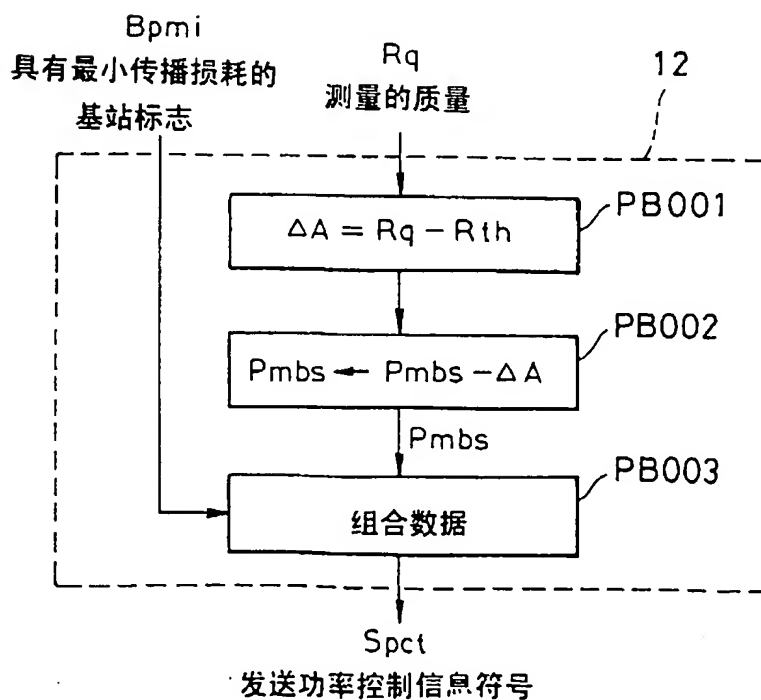 Bpmi
具有最小传播损耗的
基站标志
Rq
测量的质量
12
PB001
ΔA = Rq - Rth
PB002
Pmbs ← Pmbs - ΔA
Pmbs
PB003
组合数据
Spct
发送功率控制信息符号